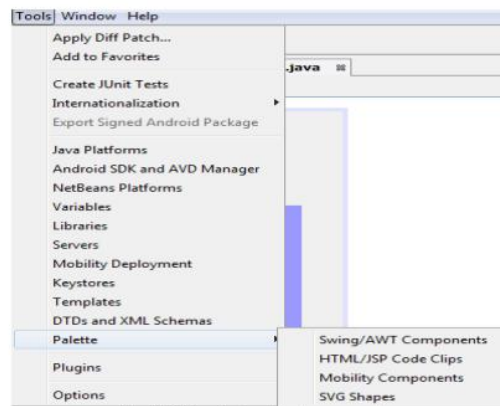 Tools Window Help
Apply Diff Patch...
Add to Favorites
.java
Create JUnit Tests
Internationalization
Export Signed Android Package
Java Platforms
Android SDK and AVD Manager
NetBeans Platforms
Variables
Libraries
Servers
Mobility Deployment
Keystores
Templates
DTDs and XML Schemas
Palette
Swing/AWT Components
HTML/JSP Code Clips
Mobility Components
SVG Shapes
Plugins
Options